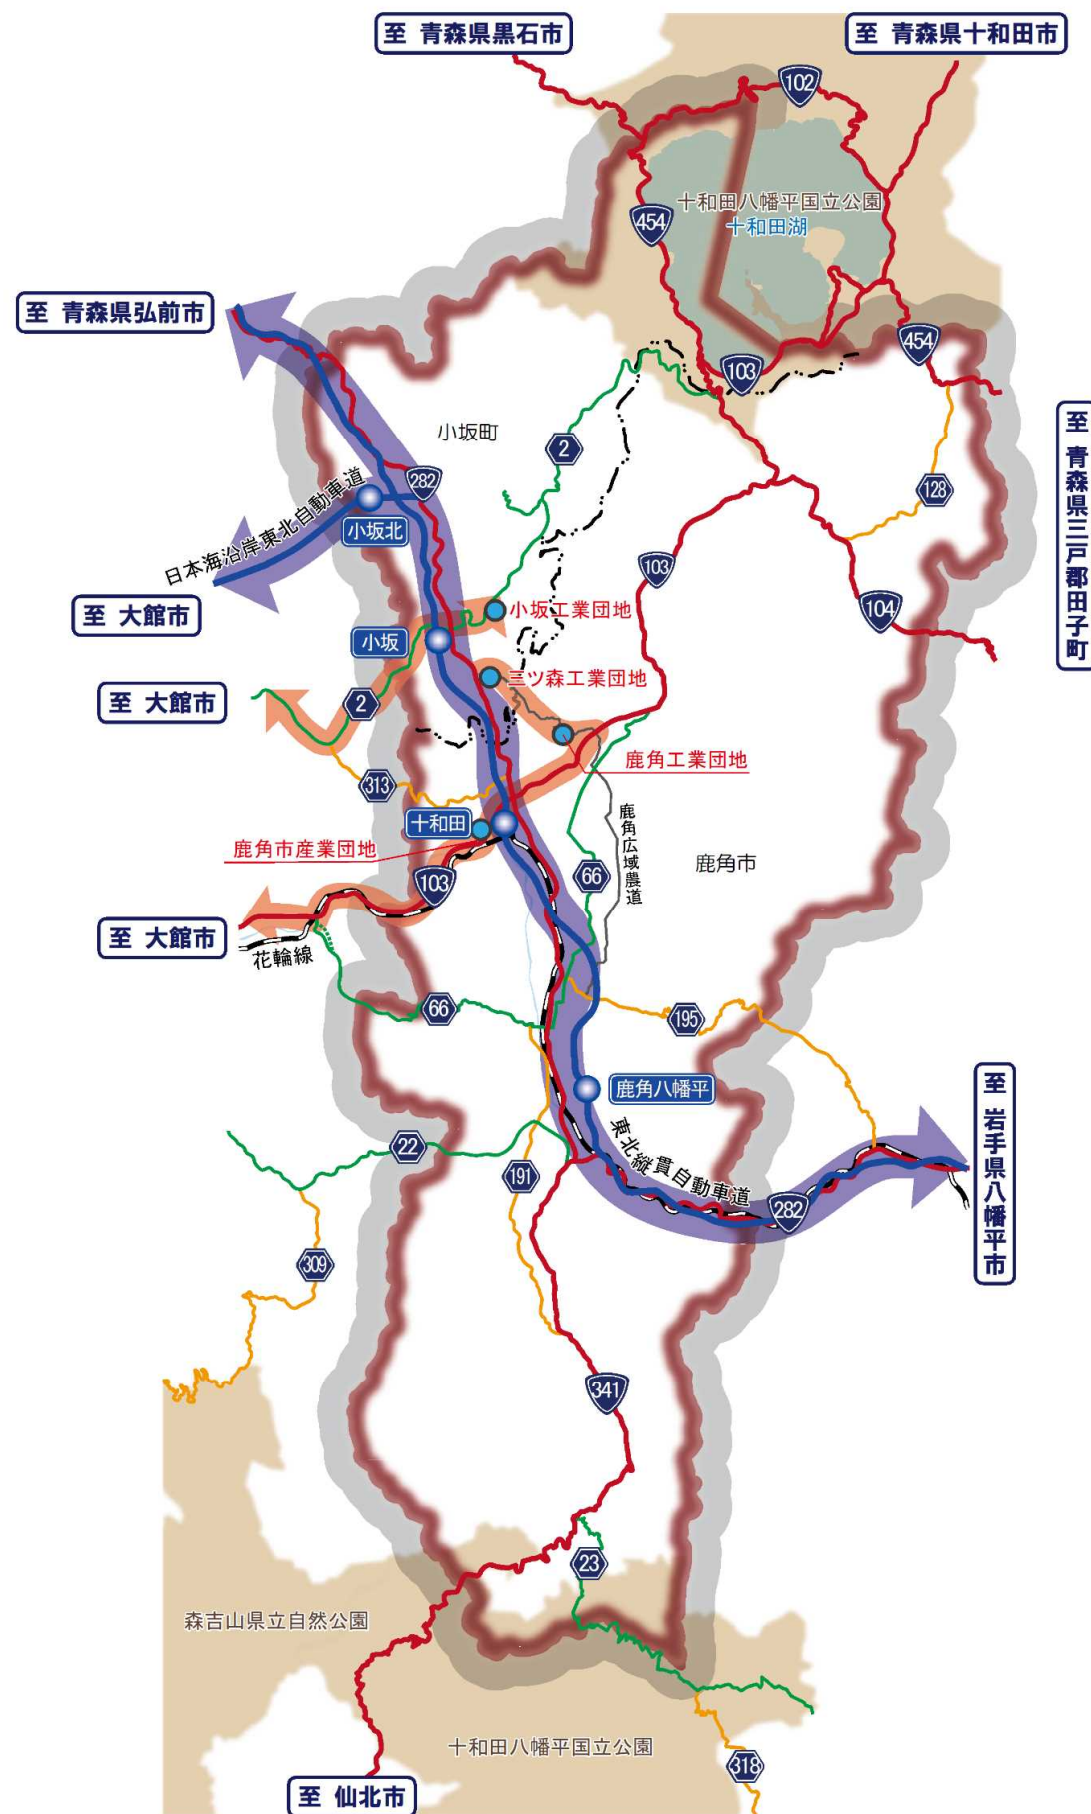 至 青森県黒石市
至 青森県十和田市
102
十和田八幡平国立公園
十和田湖
454
至 青森県弘前市
454
103
至 青森県三戸郡田子町
小坂町
2
282
128
日本海沿岸東北自動車道
小坂北
103
至 大館市
小坂工業団地
104
小坂
三ツ森工業団地
至 大館市
2
鹿角工業団地
313
十和田
鹿角広域農道
鹿角市産業団地
鹿角市
103
66
至 大館市
花輪線
66
195
鹿角八幡平
至 岩手県八幡平市
東北縦貫自動車道
22
191
282
309
341
23
森吉山県立自然公園
十和田八幡平国立公園
318
至 仙北市